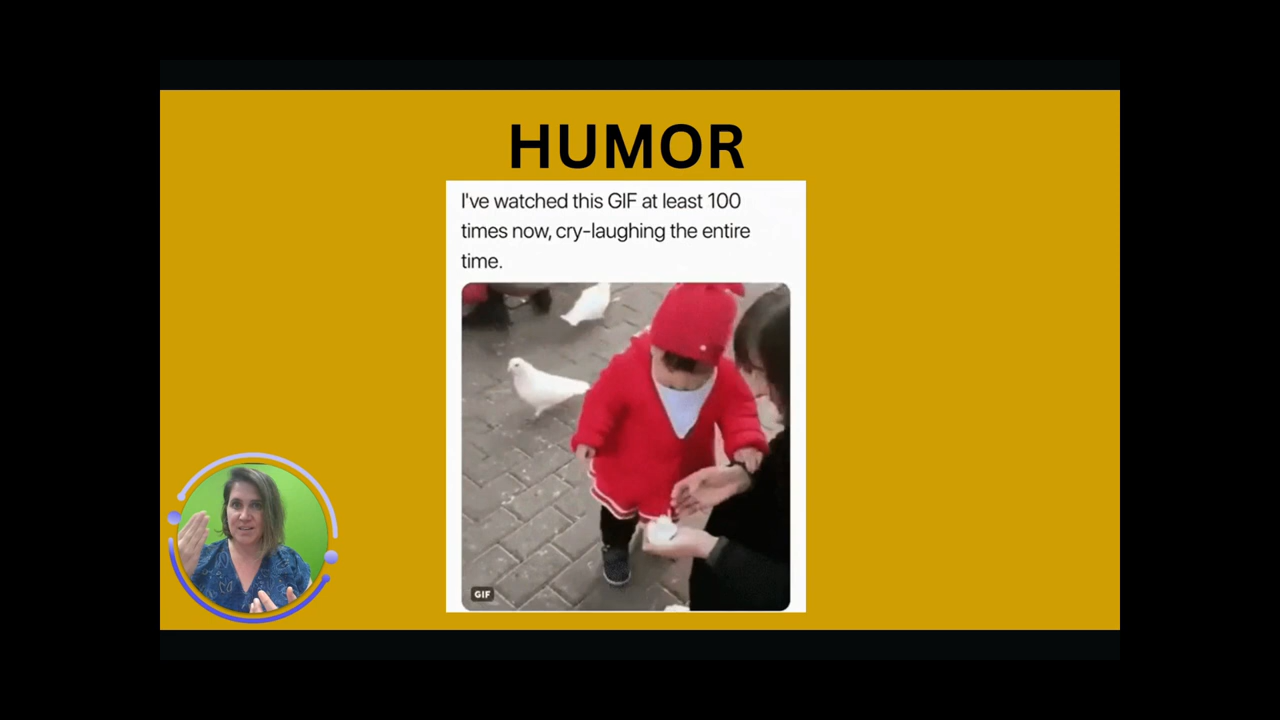 HUMOR
I've watched this GIF at least 100
times now, cry-laughing the entire
time.
GIF